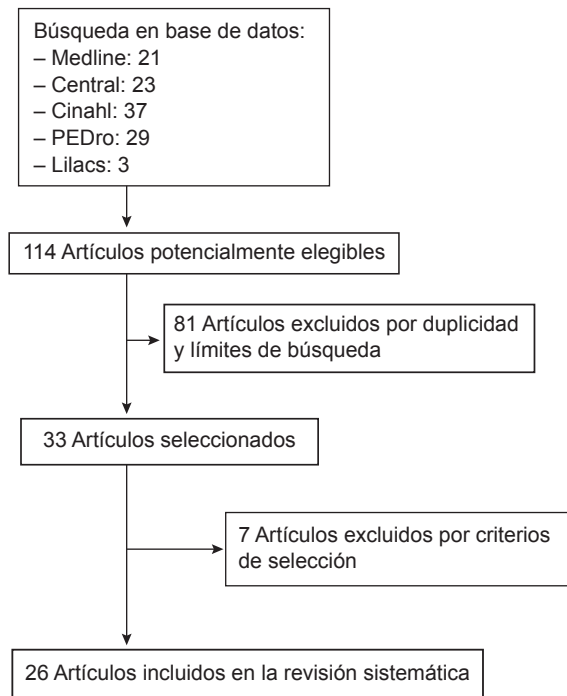 Búsqueda en base de datos:
– Medline: 21
– Central: 23
– Cinahl: 37
– PEDro: 29
– Lilacs: 3
114 Artículos potencialmente elegibles
81 Artículos excluidos por duplicidad
y límites de búsqueda
33 Artículos seleccionados
7 Artículos excluidos por criterios
de selección
26 Artículos incluidos en la revisión sistemática